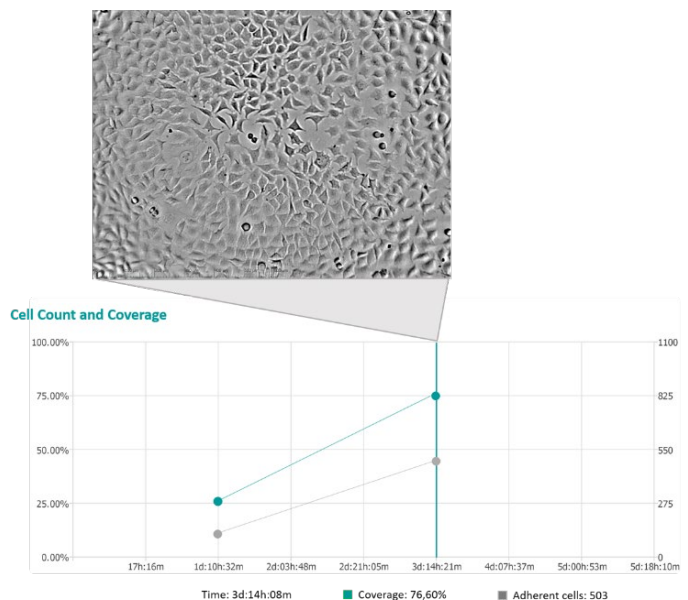 Cell Count and Coverage
100.00% 1100
75.00% 825
50.00% 550
25.00% 275
0.00% 0
17h:16m 1d:10h:32m 2d:03h:48m 2d:21h:05m 3d:14h:21m 4d:07h:37m 5d:00h:53m 5d:18h:10m
Time: 3d:14h:08m Coverage: 76,60% Adherent cells: 503